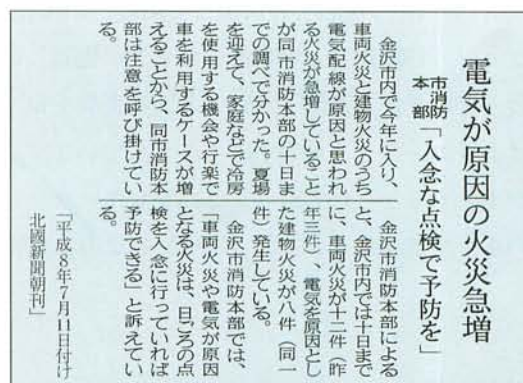 電気が原因の火災急増
市消防
本部
「入念な点検で予防を」
金沢市内で今年に入り、
車両火災と建物火災のうち
電気配線が原因と思われ
る火災が急増していること
が同市消防本部の十日ま
での調べで分かった。夏場
を迎えて、家庭などで冷房
を使用する機会や行楽で
車を利用するケースが増
えることから、同市消防本
部は注意を呼び掛けてい
る。
金沢市消防本部による
と、金沢市内では十日まで
に、車両火災が十二件（昨
年三件）、電気を原因とし
た建物火災が八件（同一
件）発生している。
金沢市消防本部では、
「車両火災や電気が原因
となる火災は、日ごろの点
検を入念に行っていれば
予防できる」と訴えてい
る。
「平成8年7月11日付け
北國新聞朝刊」